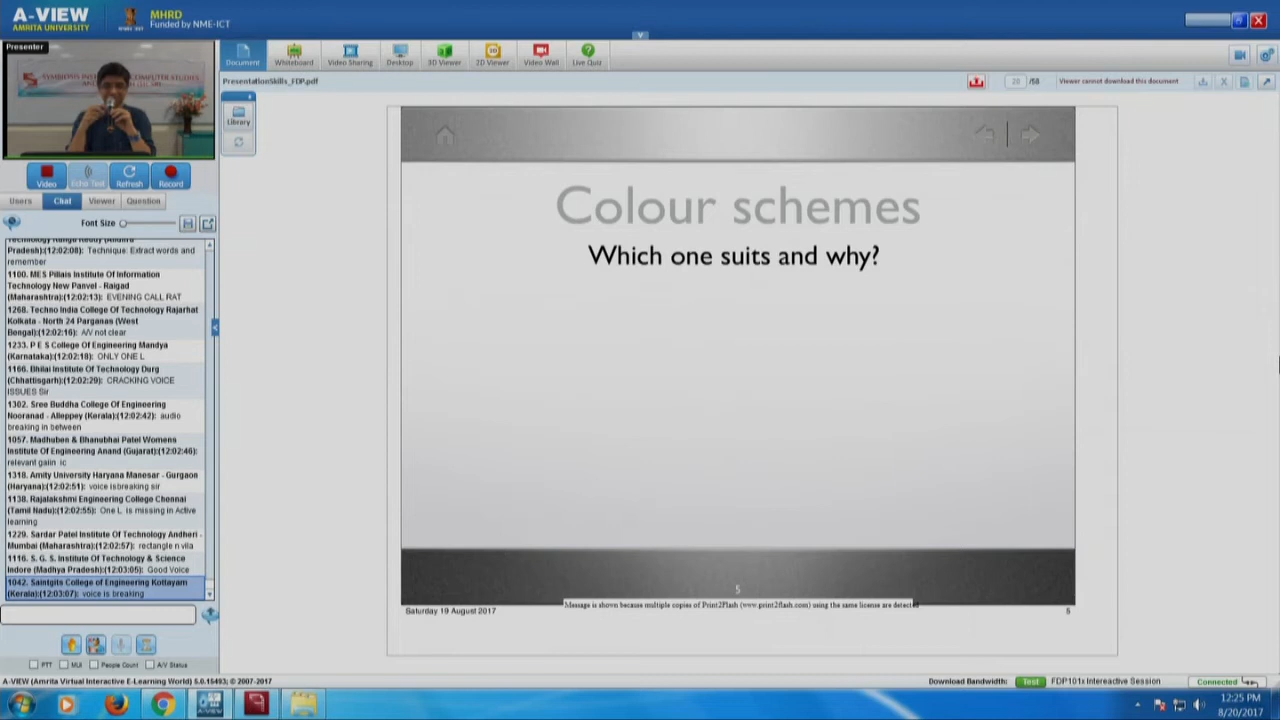 A-VIEW
AMRITA UNIVERSITY
MHRD
Funded by NME-ICT
Presenter
Document
Whiteboard
Video Sharing
Desktop
3D Viewer
2D Viewer
Video Wall
Live Quiz
PresentationSkills_FDP.pdf
28 /58
Viewer cannot download this document
Library
Video
Echo Test
Refresh
Record
Users
Chat
Viewer
Question
Font Size
Pradesh):(12:02:08): Technique: Extract words and
remember
1100. MES Pillais Institute Of Information
Technology New Panvel - Raigad
(Maharashtra):(12:02:13): EVENING CALL RAT
1268. Techno India College Of Technology Rajarhat
Kolkata - North 24 Parganas (West
Bengal):(12:02:16): A/V not clear
1233. P E S College Of Engineering Mandya
(Karnataka):(12:02:18): ONLY ONE L
1166. Bhilai Institute Of Technology Durg
(Chhattisgarh):(12:02:29): CRACKING VOICE
ISSUES Sir
1302. Sree Buddha College Of Engineering
Nooranad - Alleppey (Kerala):(12:02:42): audio
breaking in between
1057. Madhuben & Bhanubhai Patel Womens
Institute Of Engineering Anand (Gujarat):(12:02:46):
relevant gaiin ic
1318. Amity University Haryana Manesar - Gurgaon
(Haryana):(12:02:51): voice isbreaking sir
1138. Rajalakshmi Engineering College Chennai
(Tamil Nadu):(12:02:55): One L is missing in Active
learning
1229. Sardar Patel Institute Of Technology Andheri -
Mumbai (Maharashtra):(12:02:57): rectangle n vila
1116. S. G. S. Institute Of Technology & Science
Indore (Madhya Pradesh):(12:03:05): Good Voice
1042. Saintgits College of Engineering Kottayam
(Kerala):(12:03:07): voice is breaking
PTT
MUI
People Count
A/V Status
Colour schemes
Which one suits and why?
5
Message is shown because multiple copies of Print2Flash (www.print2flash.com) using the same license are detected
Saturday 19 August 2017
5
A-VIEW (Amrita Virtual Interactive E-Learning World) 5.0.15493; © 2007-2017
Download Bandwidth:
Test
FDP101x Intereactive Session
Connected
12:25 PM
8/20/2017